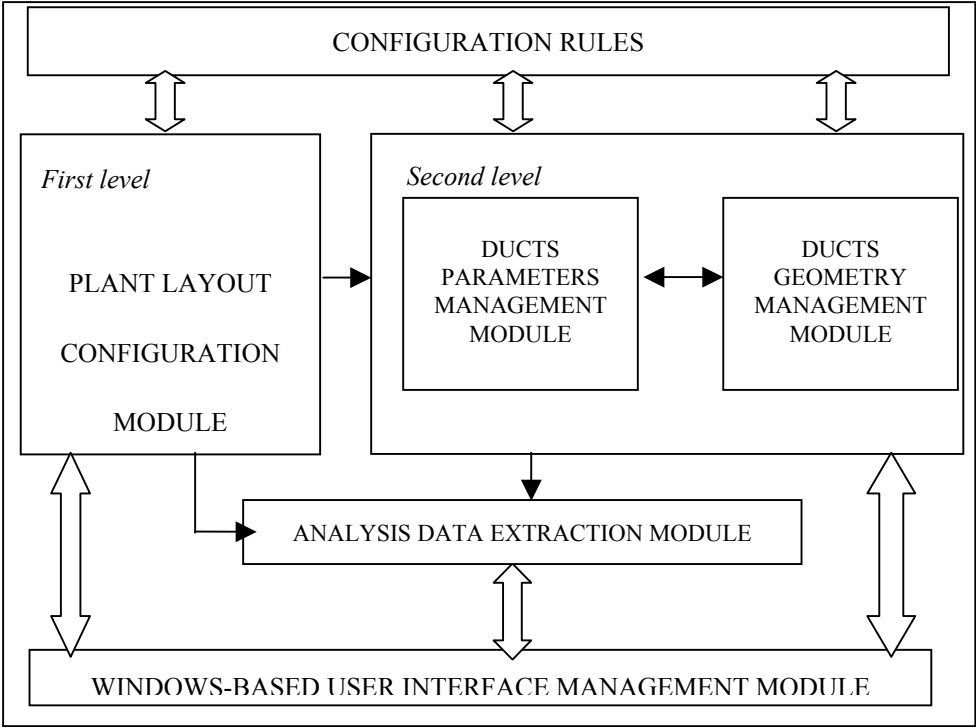 CONFIGURATION RULES
First level
PLANT LAYOUT
CONFIGURATION
MODULE
Second level
DUCTS
PARAMETERS
MANAGEMENT
MODULE
DUCTS
GEOMETRY
MANAGEMENT
MODULE
ANALYSIS DATA EXTRACTION MODULE
WINDOWS-BASED USER INTERFACE MANAGEMENT MODULE